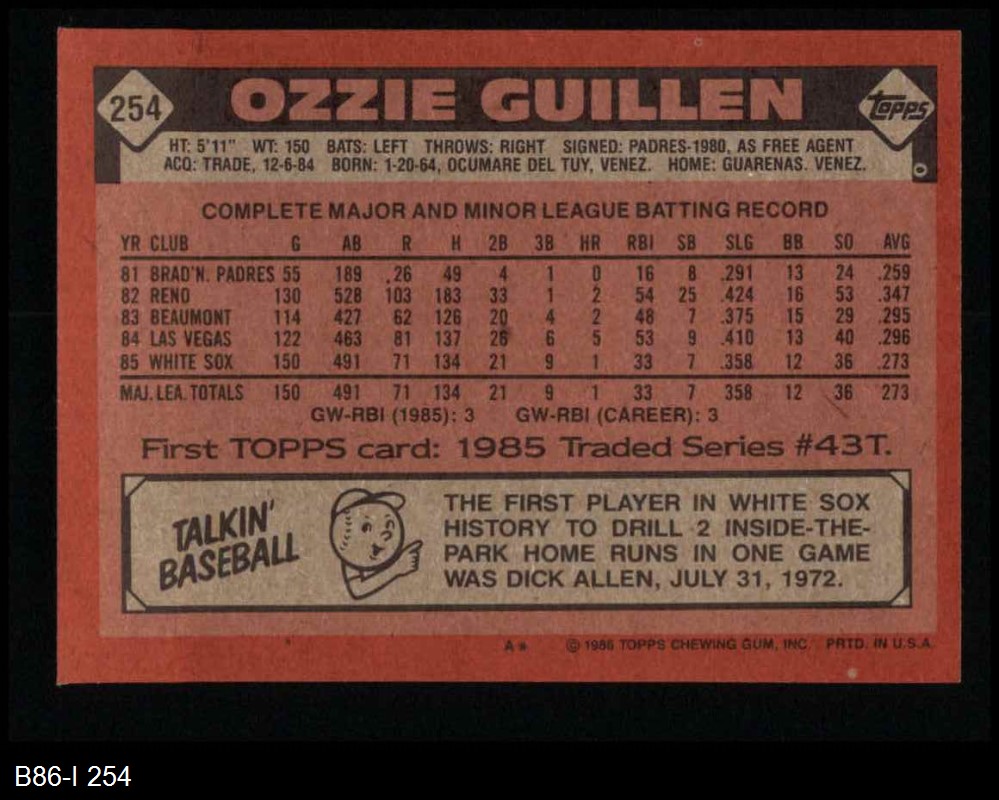 254 OZZIE GUILLEN topps
HT: 5'11" WT: 150 BATS: LEFT THROWS: RIGHT SIGNED: PADRES-1980, AS FREE AGENT
ACQ: TRADE, 12-6-84 BORN: 1-20-64, OCUMARE DEL TUY, VENEZ. HOME: GUARENAS. VENEZ.
COMPLETE MAJOR AND MINOR LEAGUE BATTING RECORD
YR CLUB G AB R H 2B 3B HR RBI SB SLG BB SO AVG
81 BRAD'N. PADRES 55 189 26 49 4 1 0 16 8 .291 13 24 .259
82 RENO 130 528 103 183 33 1 2 54 25 .424 16 53 .347
83 BEAUMONT 114 427 62 126 20 4 2 48 7 .375 15 29 .295
84 LAS VEGAS 122 463 81 137 26 6 5 53 9 .410 13 40 .296
85 WHITE SOX 150 491 71 134 21 9 1 33 7 .358 12 36 .273
MAJ. LEA. TOTALS 150 491 71 134 21 9 1 33 7 358 12 36 273
GW-RBI (1985): 3 GW-RBI (CAREER): 3
First TOPPS card: 1985 Traded Series #43T.
TALKIN'
BASEBALL
THE FIRST PLAYER IN WHITE SOX
HISTORY TO DRILL 2 INSIDE-THE-
PARK HOME RUNS IN ONE GAME
WAS DICK ALLEN, JULY 31, 1972.
A* © 1986 TOPPS CHEWING GUM, INC. PRTD. IN U.S.A.
B86-I 254